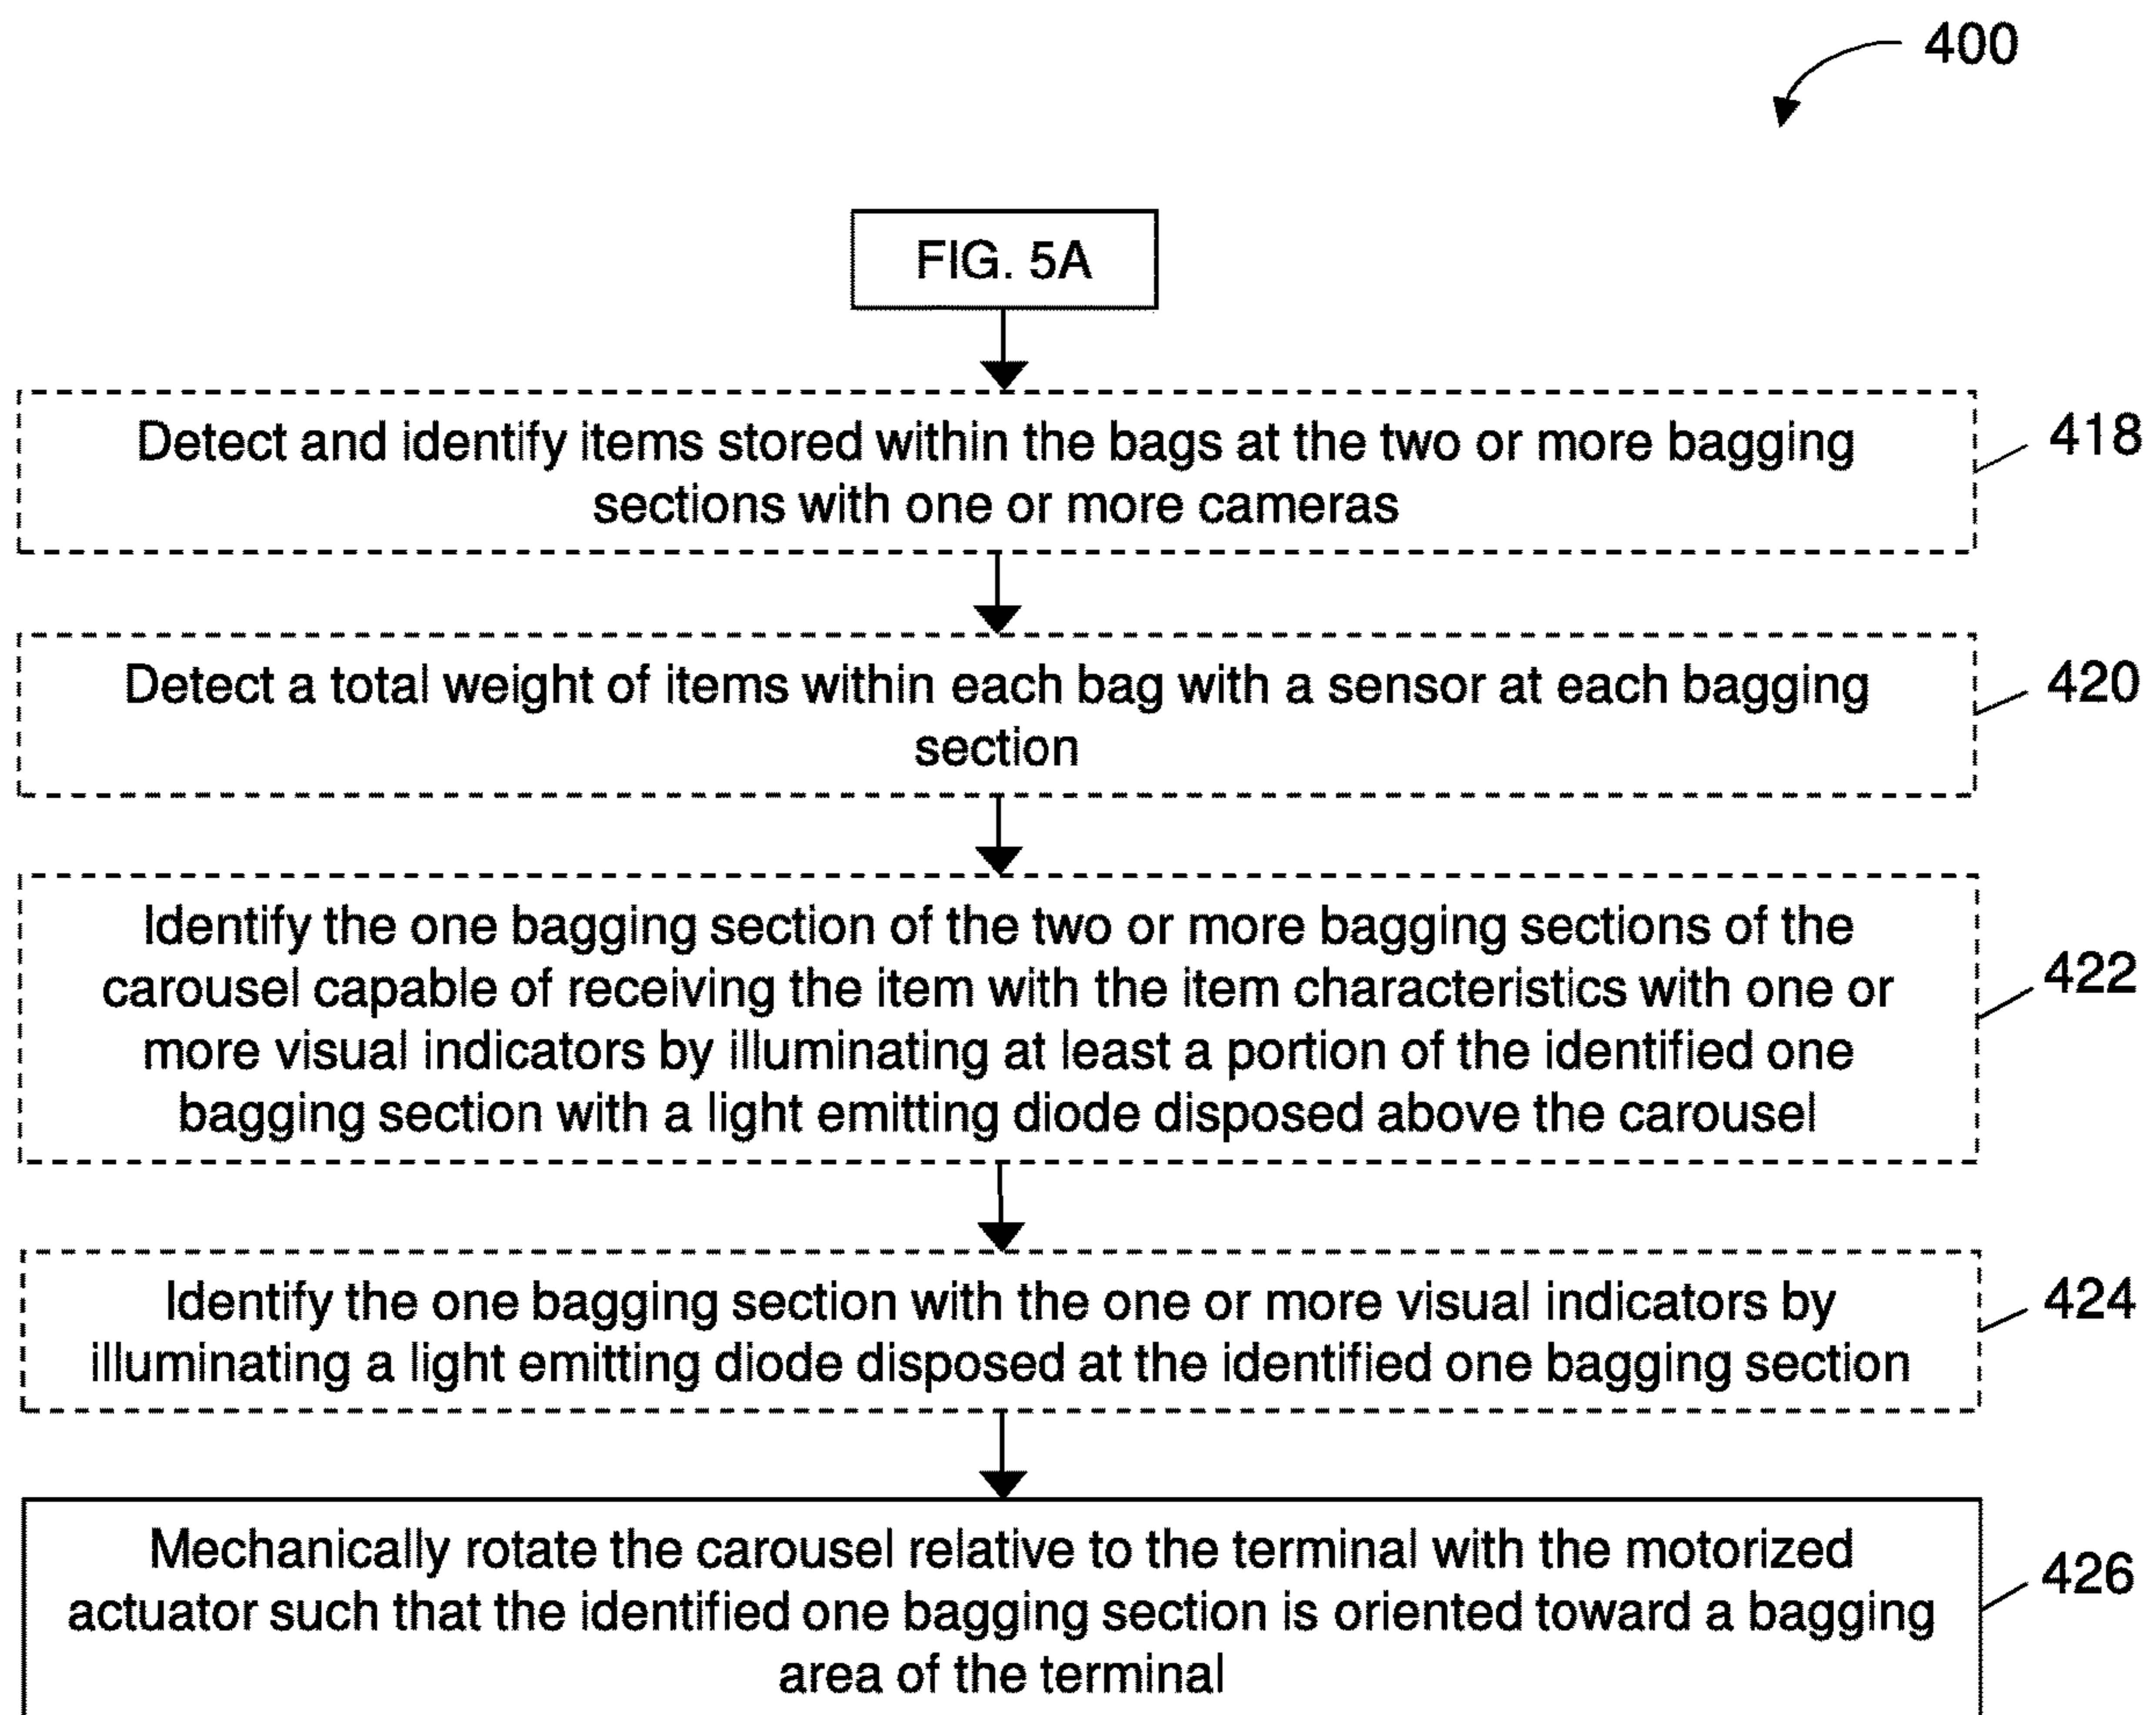 400
FIG. 5A
Detect and identify items stored within the bags at the two or more bagging
sections with one or more cameras
418
Detect a total weight of items within each bag with a sensor at each bagging
section
420
Identify the one bagging section of the two or more bagging sections of the
carousel capable of receiving the item with the item characteristics with one or
more visual indicators by illuminating at least a portion of the identified one
bagging section with a light emitting diode disposed above the carousel
422
Identify the one bagging section with the one or more visual indicators by
illuminating a light emitting diode disposed at the identified one bagging section
424
Mechanically rotate the carousel relative to the terminal with the motorized
actuator such that the identified one bagging section is oriented toward a bagging
area of the terminal
426